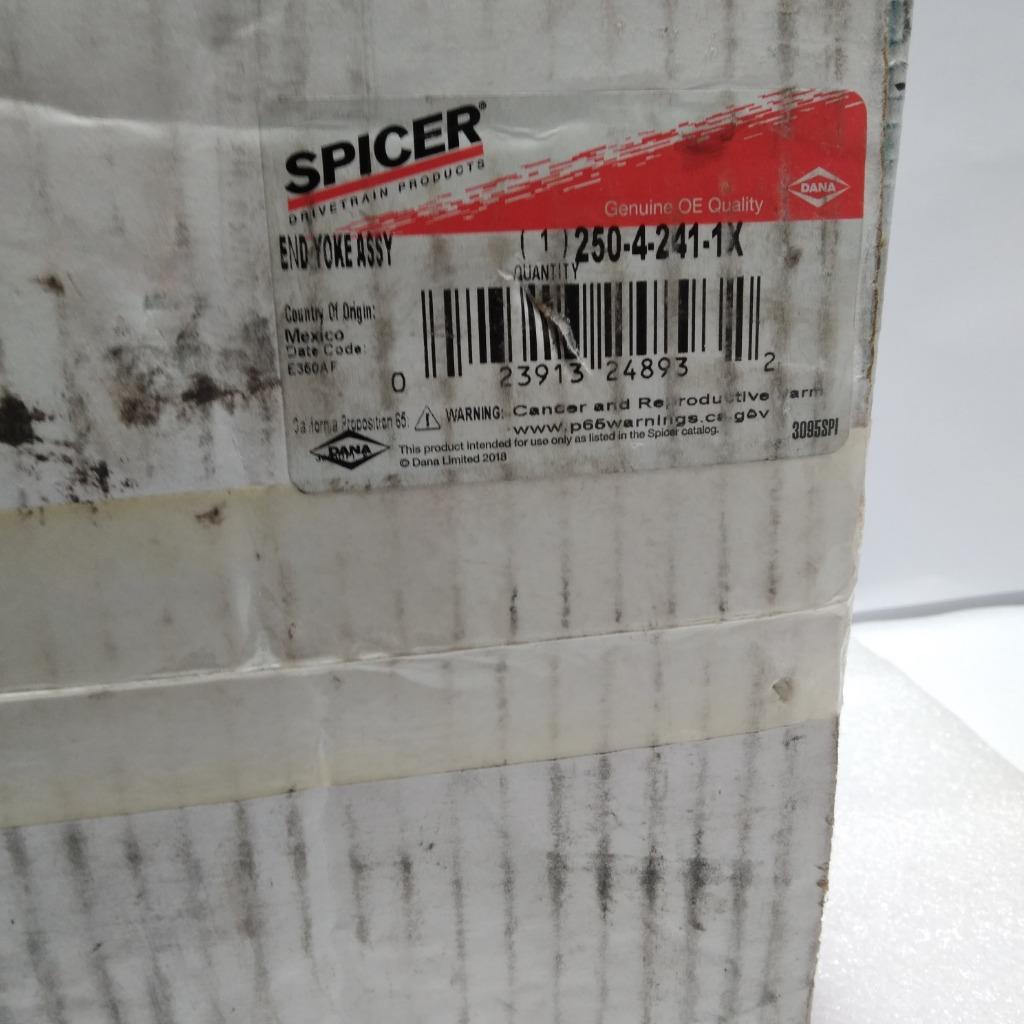 SPICER®
DRIVETRAIN PRODUCTS
Genuine OE Quality
DANA
END YOKE ASSY ( 1 ) 250-4-241-1X
QUANTITY
Country Of Origin:
Mexico
Date Code:
E360AF
0 23913 24893 2
California Proposition 65: WARNING: Cancer and Reproductive Harm
www.p65warnings.ca.gov
DANA
This product intended for use only as listed in the Spicer catalog.
© Dana Limited 2018
3095SPI